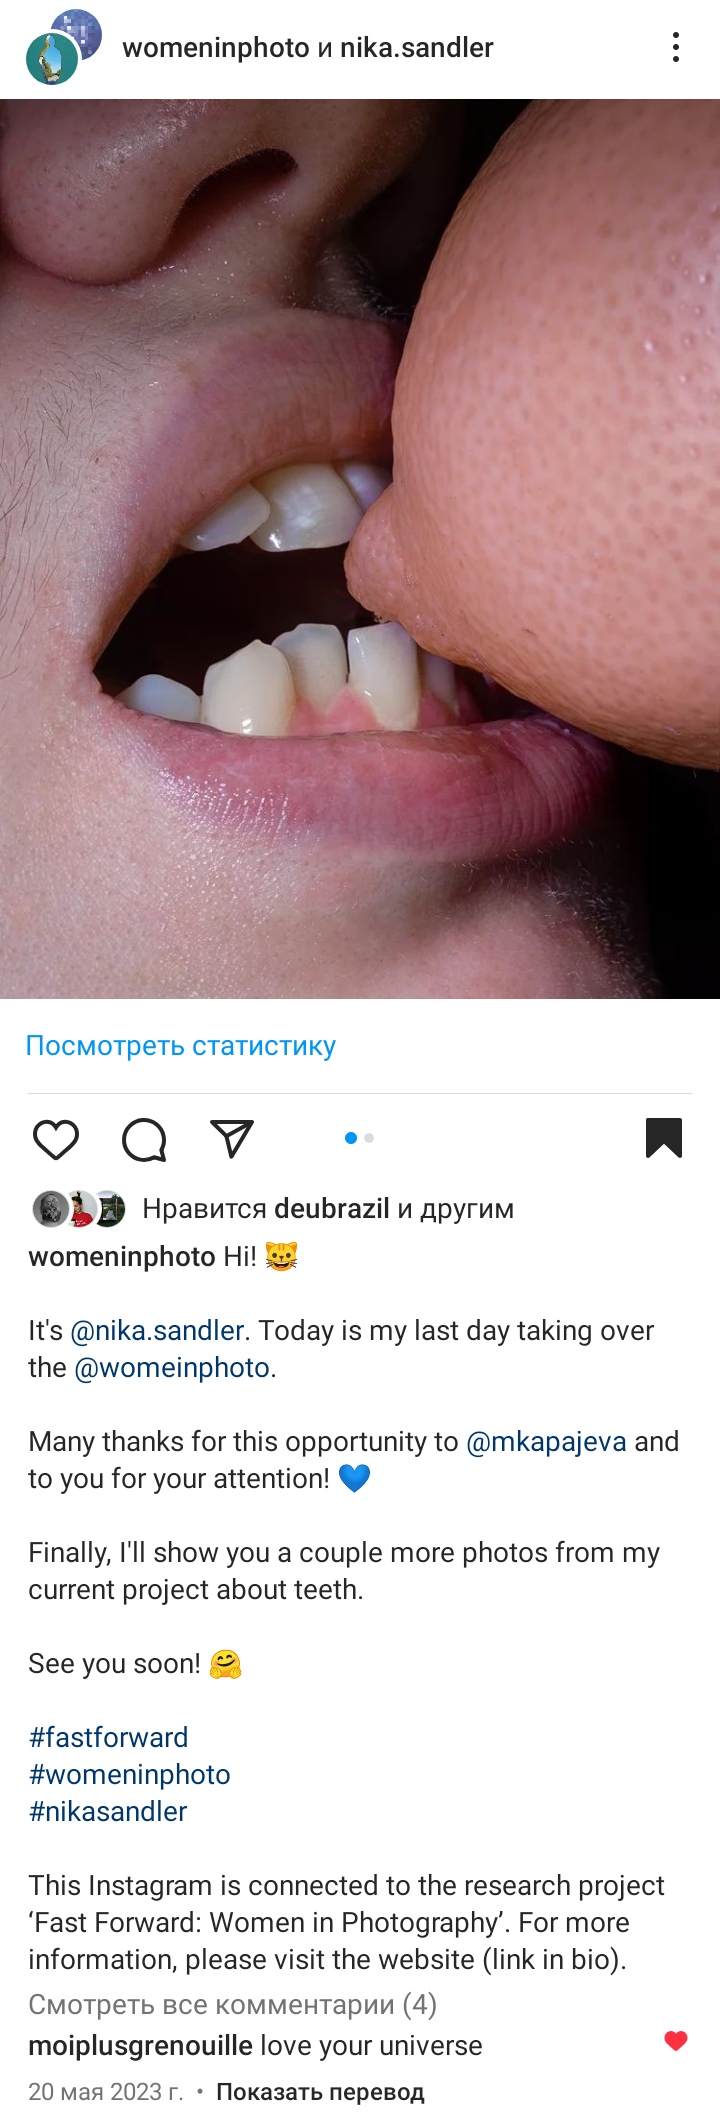 womeninphoto и nika.sandler
Посмотреть статистику
Нравится deubrazil и другим
womeninphoto Hi! 😺
It's @nika.sandler. Today is my last day taking over
the @womeinphoto.
Many thanks for this opportunity to @mkapajeva and
to you for your attention! 💙
Finally, I'll show you a couple more photos from my
current project about teeth.
See you soon! 🤗
#fastforward
#womeninphoto
#nikasandler
This Instagram is connected to the research project
‘Fast Forward: Women in Photography’. For more
information, please visit the website (link in bio).
Смотреть все комментарии (4)
moiplusgrenouille love your universe
20 мая 2023 г. • Показать перевод